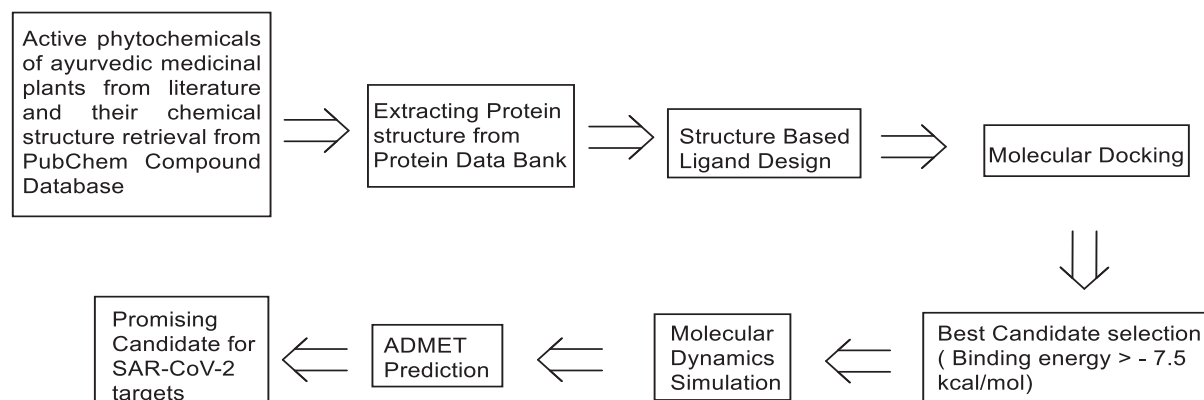 Active phytochemicals
of ayurvedic medicinal
plants from literature
and their chemical
structure retrieval from
PubChem Compound
Database
Extracting Protein
structure from
Protein Data Bank
Structure Based
Ligand Design
Molecular Docking
Best Candidate selection
( Binding energy > - 7.5
kcal/mol)
Molecular
Dynamics
Simulation
ADMET
Prediction
Promising
Candidate for
SAR-CoV-2
targets